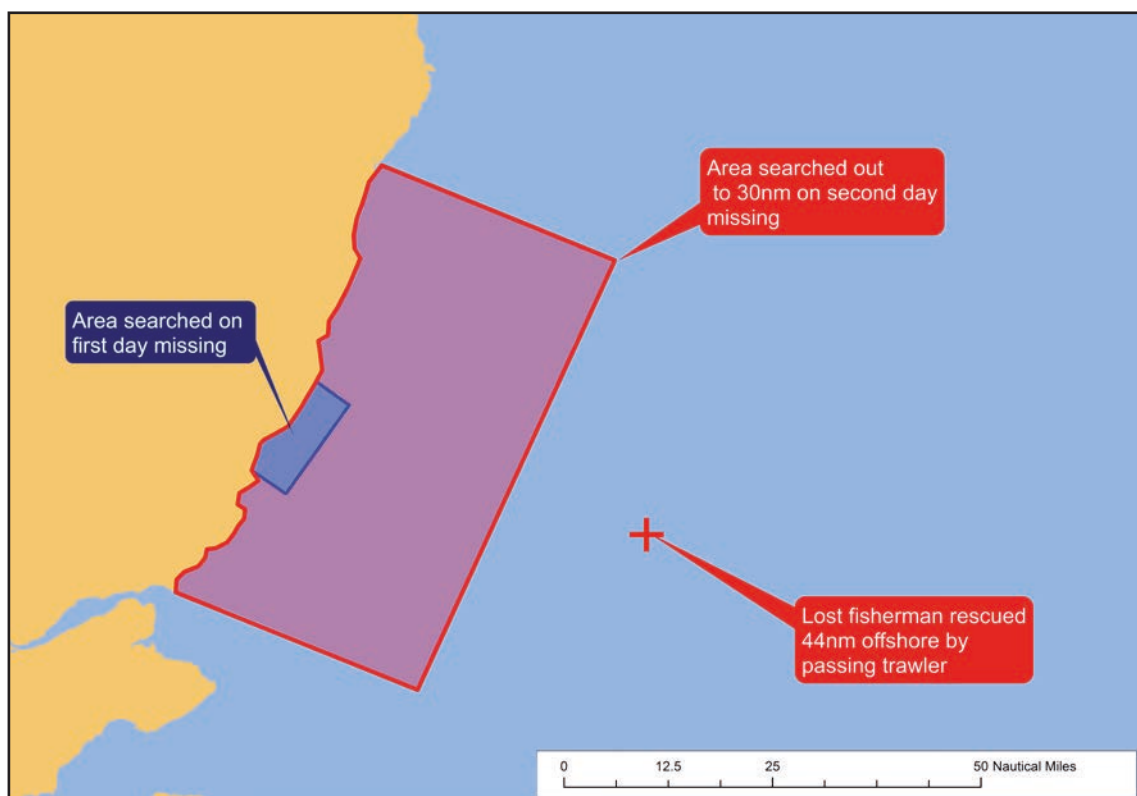 Area searched out
to 30nm on second day
missing
Area searched on
first day missing
Lost fisherman rescued
44nm offshore by
passing trawler
0 12.5 25 50 Nautical Miles